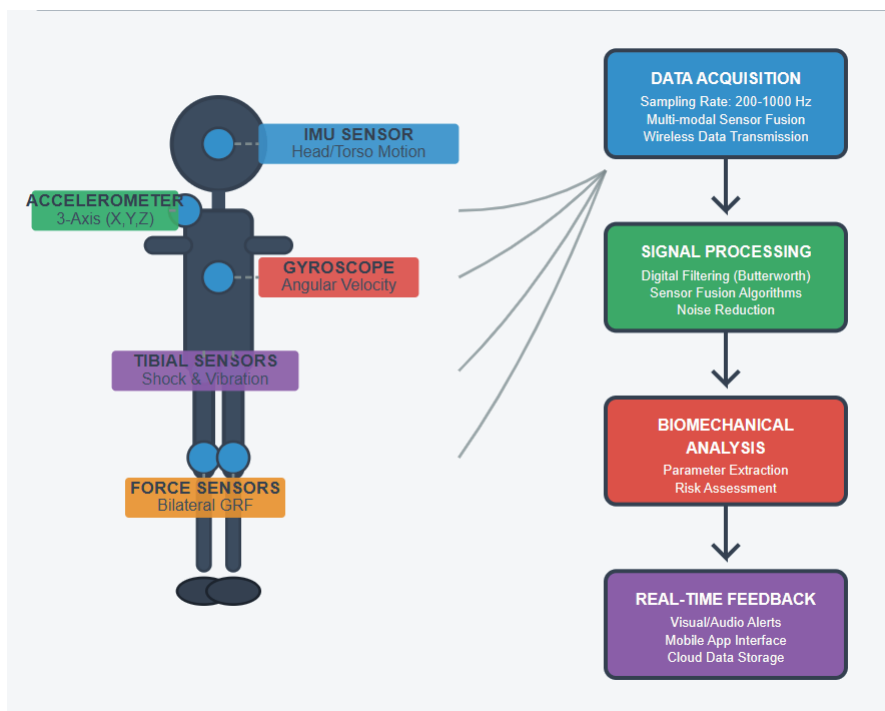 IMU SENSOR
Head/Torso Motion
ACCELEROMETER
3-Axis (X,Y,Z)
GYROSCOPE
Angular Velocity
TIBIAL SENSORS
Shock & Vibration
FORCE SENSORS
Bilateral GRF
DATA ACQUISITION
Sampling Rate: 200-1000 Hz
Multi-modal Sensor Fusion
Wireless Data Transmission
SIGNAL PROCESSING
Digital Filtering (Butterworth)
Sensor Fusion Algorithms
Noise Reduction
BIOMECHANICAL
ANALYSIS
Parameter Extraction
Risk Assessment
REAL-TIME FEEDBACK
Visual/Audio Alerts
Mobile App Interface
Cloud Data Storage